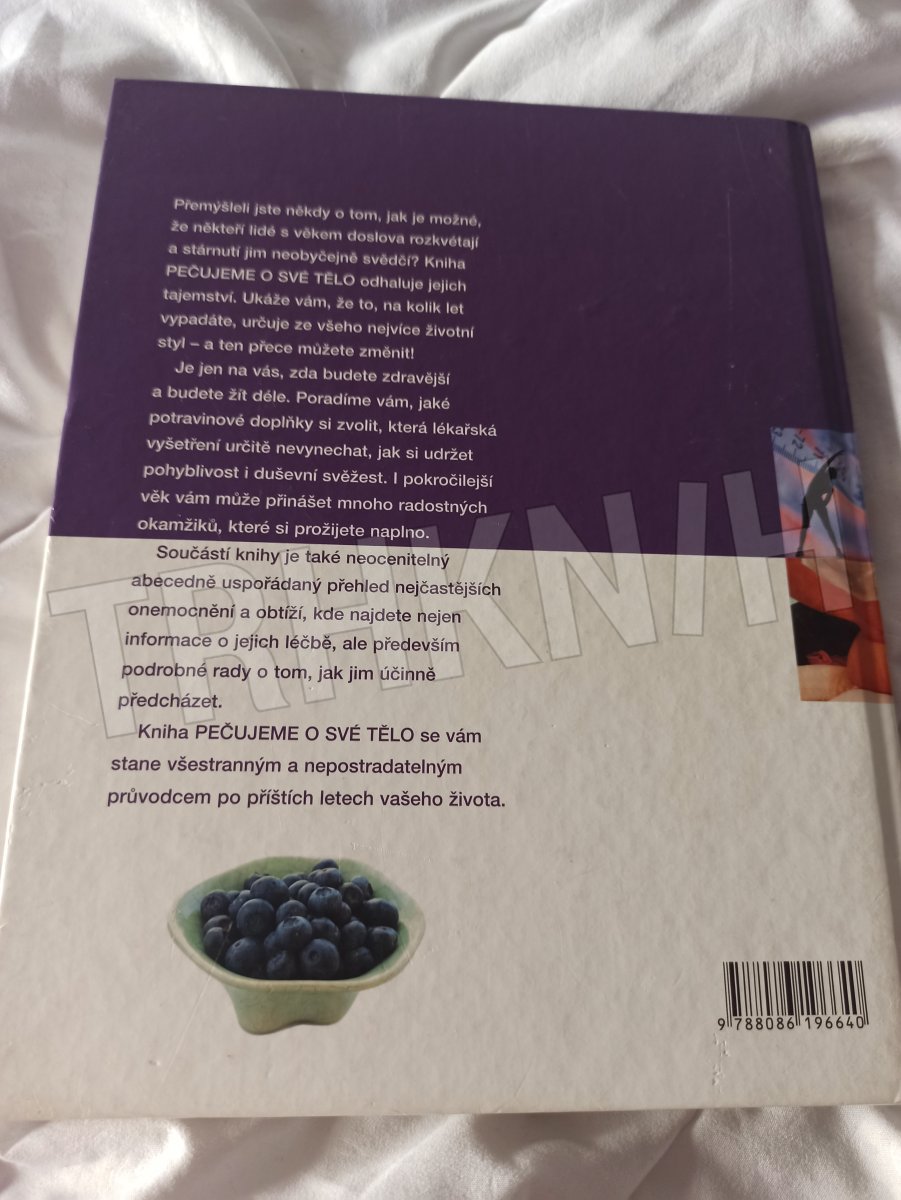 Přemýšleli jste někdy o tom, jak je možné,
že někteří lidé s věkem doslova rozkvétají
a stárnutí jim neobyčejně svědčí? Kniha
PEČUJEME O SVÉ TĚLO odhaluje jejich
tajemství. Ukáže vám, že to, na kolik let
vypadáte, určuje ze všeho nejvíce životní
styl – a ten přece můžete změnit!
Je jen na vás, zda budete zdravější
a budete žít déle. Poradíme vám, jaké
potravinové doplňky si zvolit, která lékařská
vyšetření určitě nevynechat, jak si udržet
pohyblivost i duševní svěžest. I pokročilejší
věk vám může přinášet mnoho radostných
okamžiků, které si prožijete naplno.
Součástí knihy je také neocenitelný
abecedně uspořádaný přehled nejčastějších
onemocnění a obtíží, kde najdete nejen
informace o jejich léčbě, ale především
podrobné rady o tom, jak jim účinně
předcházet.
Kniha PEČUJEME O SVÉ TĚLO se vám
stane všestranným a nepostradatelným
průvodcem po příštích letech vašeho života.
TRHKNIH
9 788086 196640